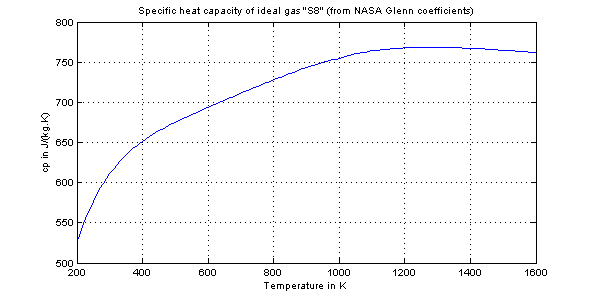 Specific heat capacity of ideal gas "S8" (from NASA Glenn coefficients)
800
750
700
650
600
550
500
cp in J/(kg.K)
200 400 600 800 1000 1200 1400 1600
Temperature in K